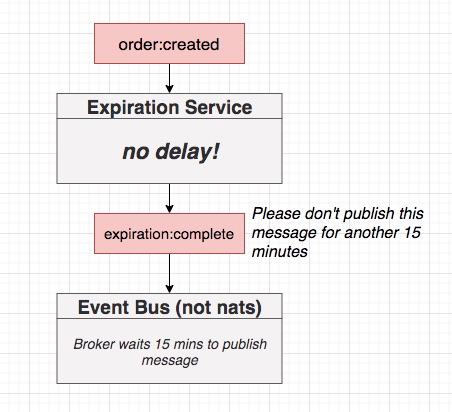 order:created
Expiration Service
no delay!
expiration:complete
Please don't publish this
message for another 15
minutes
Event Bus (not nats)
Broker waits 15 mins to publish
message